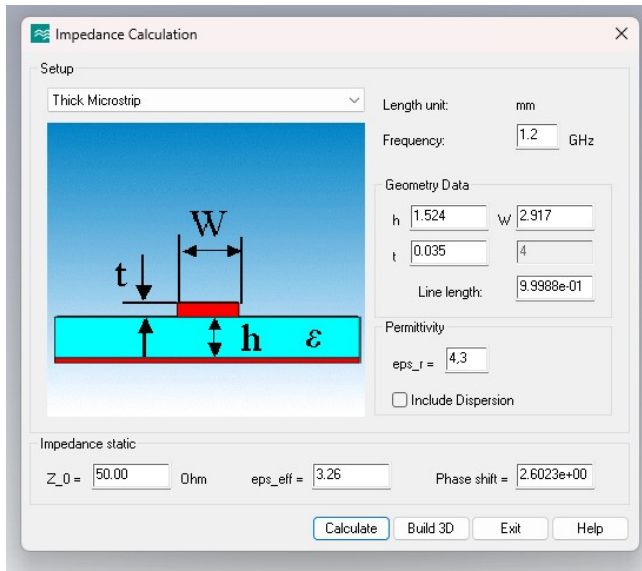 Impedance Calculation
Setup
Thick Microstrip
Length unit: mm
Frequency: 1.2 GHz
Geometry Data
h 1.524 W 2.917
t 0.035 4
Line length: 9.9988e-01
W
t
h ε
Permittivity
eps_r = 4,3
Include Dispersion
Impedance static
Z_0 = 50.00 Ohm eps_eff = 3.26 Phase shift = 2.6023e+00
Calculate Build 3D Exit Help